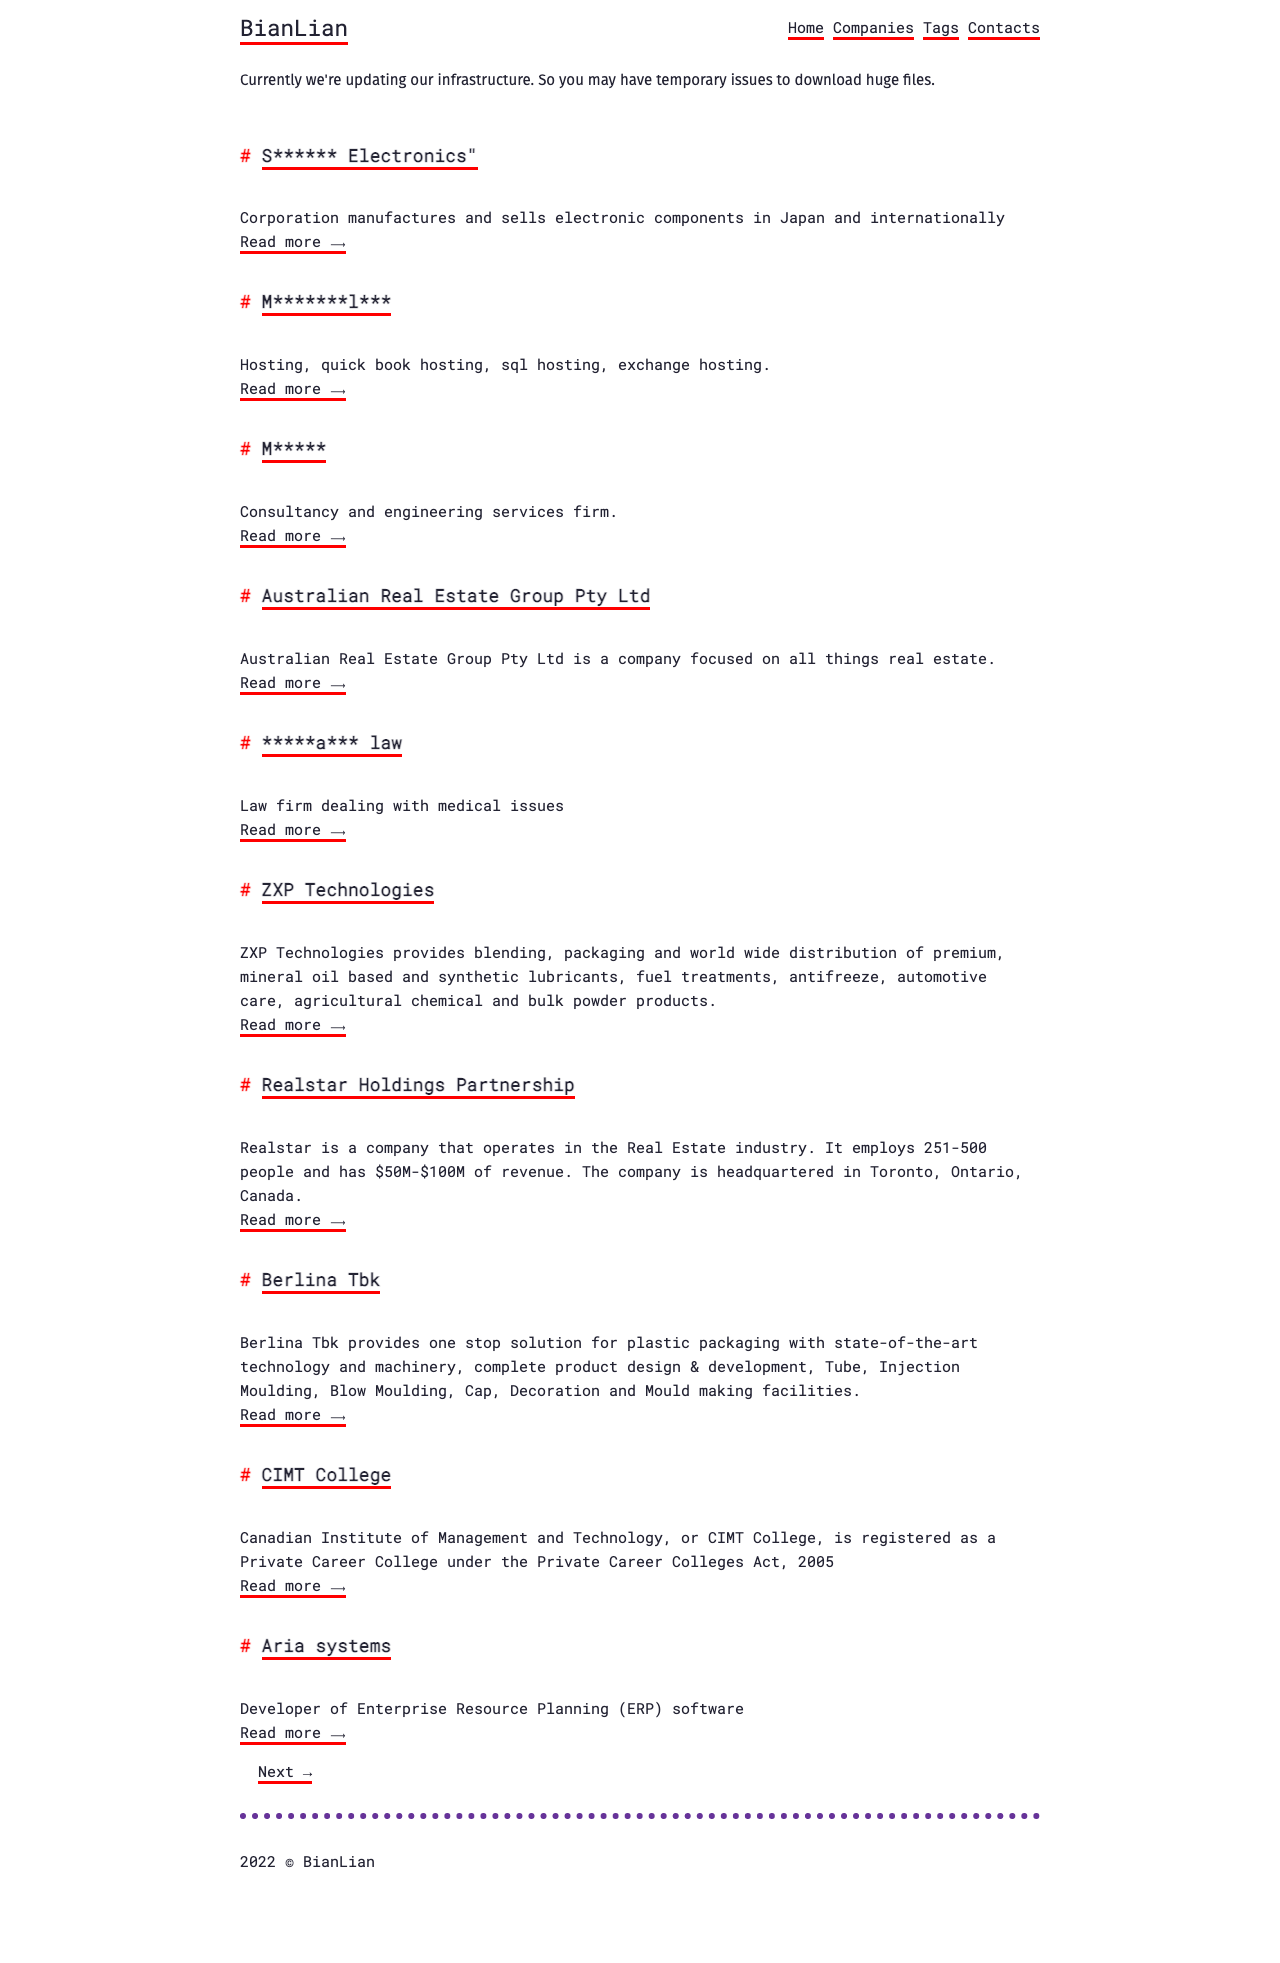 BianLian
Home Companies Tags Contacts
Currently we're updating our infrastructure. So you may have temporary issues to download huge files.
# S****** Electronics"
Corporation manufactures and sells electronic components in Japan and internationally
Read more ⟶
# M*******l***
Hosting, quick book hosting, sql hosting, exchange hosting.
Read more ⟶
# M*****
Consultancy and engineering services firm.
Read more ⟶
# Australian Real Estate Group Pty Ltd
Australian Real Estate Group Pty Ltd is a company focused on all things real estate.
Read more ⟶
# *****a*** law
Law firm dealing with medical issues
Read more ⟶
# ZXP Technologies
ZXP Technologies provides blending, packaging and world wide distribution of premium,
mineral oil based and synthetic lubricants, fuel treatments, antifreeze, automotive
care, agricultural chemical and bulk powder products.
Read more ⟶
# Realstar Holdings Partnership
Realstar is a company that operates in the Real Estate industry. It employs 251-500
people and has $50M-$100M of revenue. The company is headquartered in Toronto, Ontario,
Canada.
Read more ⟶
# Berlina Tbk
Berlina Tbk provides one stop solution for plastic packaging with state-of-the-art
technology and machinery, complete product design & development, Tube, Injection
Moulding, Blow Moulding, Cap, Decoration and Mould making facilities.
Read more ⟶
# CIMT College
Canadian Institute of Management and Technology, or CIMT College, is registered as a
Private Career College under the Private Career Colleges Act, 2005
Read more ⟶
# Aria systems
Developer of Enterprise Resource Planning (ERP) software
Read more ⟶
Next →
2022 © BianLian